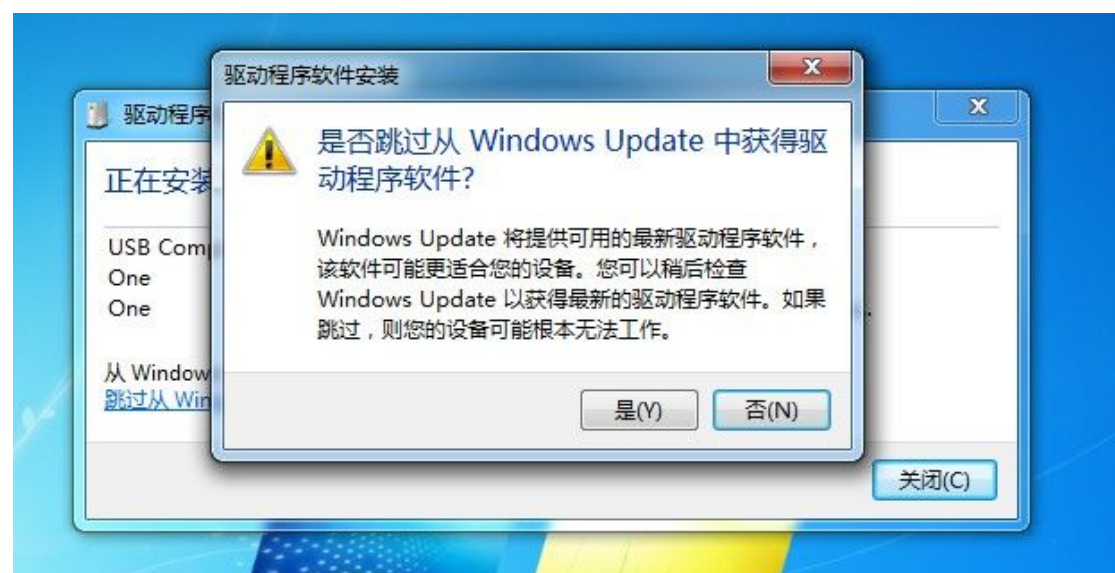 驱动程序软件安装
驱动程序
是否跳过从 Windows Update 中获得驱
动程序软件?
正在安装
Windows Update 将提供可用的最新驱动程序软件，
该软件可能更适合您的设备。您可以稍后检查
Windows Update 以获得最新的驱动程序软件。如果
跳过，则您的设备可能根本无法工作。
USB Com
One
One
从 Window
跳过从 Win
是(Y)
否(N)
关闭(C)